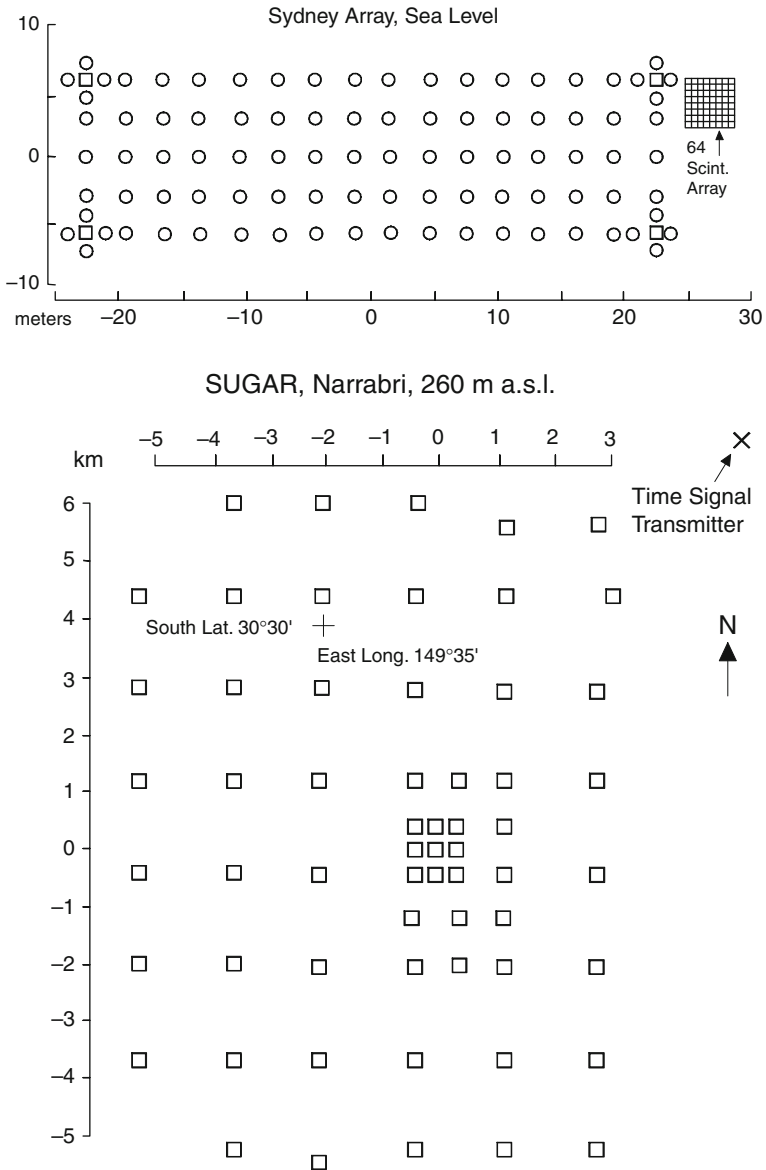 Sydney Array, Sea Level
10
0
−10
64
Scint.
Array
meters −20 −10 0 10 20 30
SUGAR, Narrabri, 260 m a.s.l.
km −5 −4 −3 −2 −1 0 1 2 3
Time Signal
Transmitter
6
5
4
South Lat. 30°30'
East Long. 149°35'
N
3
2
1
0
−1
−2
−3
−4
−5